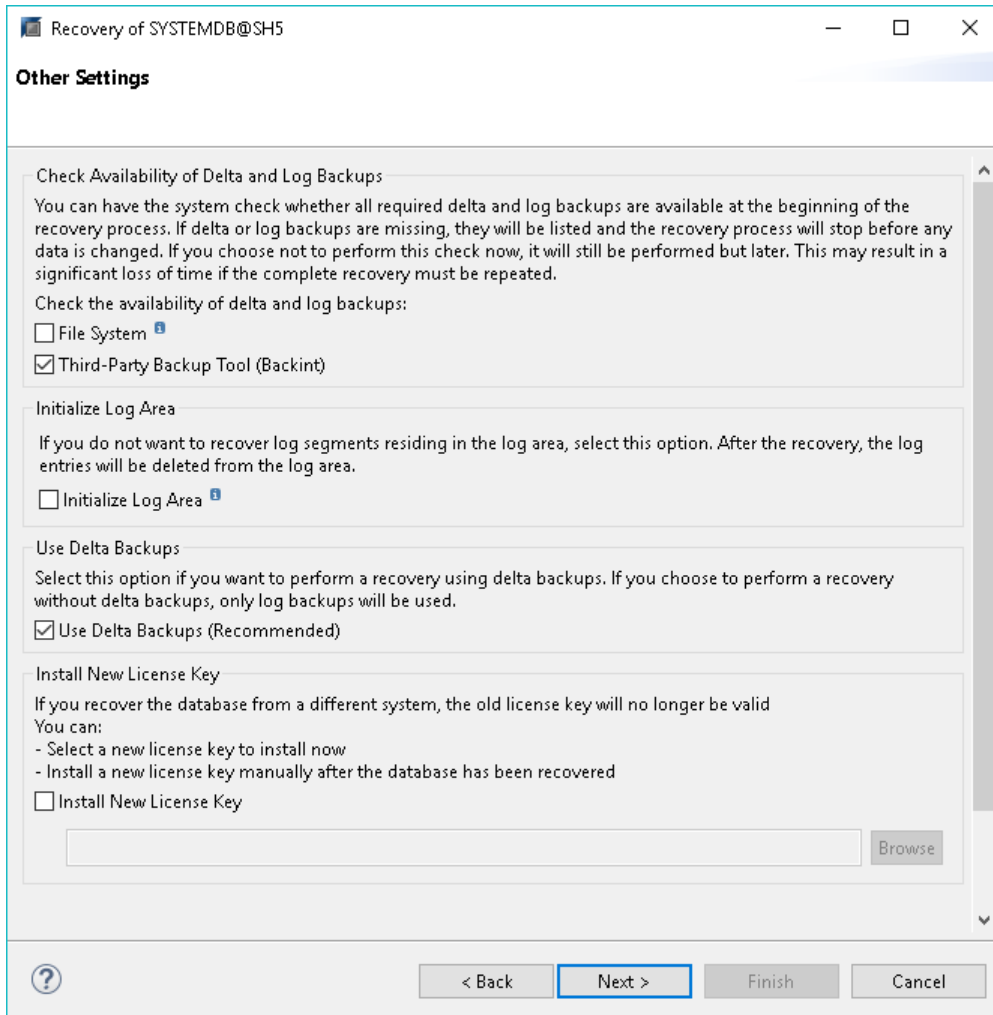 Recovery of SYSTEMDB@SH5
Other Settings
Check Availability of Delta and Log Backups
You can have the system check whether all required delta and log backups are available at the beginning of the
recovery process. If delta or log backups are missing, they will be listed and the recovery process will stop before any
data is changed. If you choose not to perform this check now, it will still be performed but later. This may result in a
significant loss of time if the complete recovery must be repeated.
Check the availability of delta and log backups:
File System
Third-Party Backup Tool (Backint)
Initialize Log Area
If you do not want to recover log segments residing in the log area, select this option. After the recovery, the log
entries will be deleted from the log area.
Initialize Log Area
Use Delta Backups
Select this option if you want to perform a recovery using delta backups. If you choose to perform a recovery
without delta backups, only log backups will be used.
Use Delta Backups (Recommended)
Install New License Key
If you recover the database from a different system, the old license key will no longer be valid
You can:
- Select a new license key to install now
- Install a new license key manually after the database has been recovered
Install New License Key
Browse
< Back Next > Finish Cancel